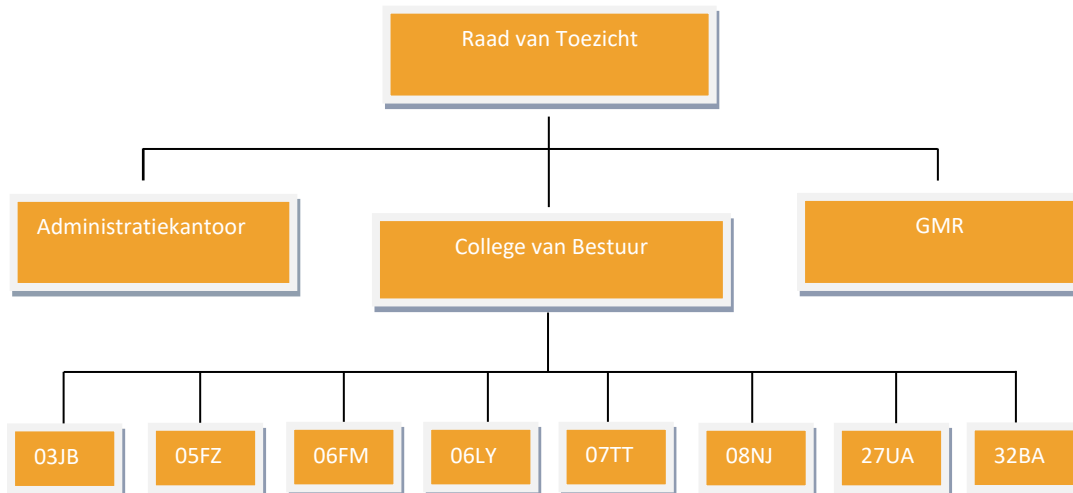 Raad van Toezicht
Administratiekantoor
College van Bestuur
GMR
03JB
05FZ
06FM
06LY
07TT
08NJ
27UA
32BA